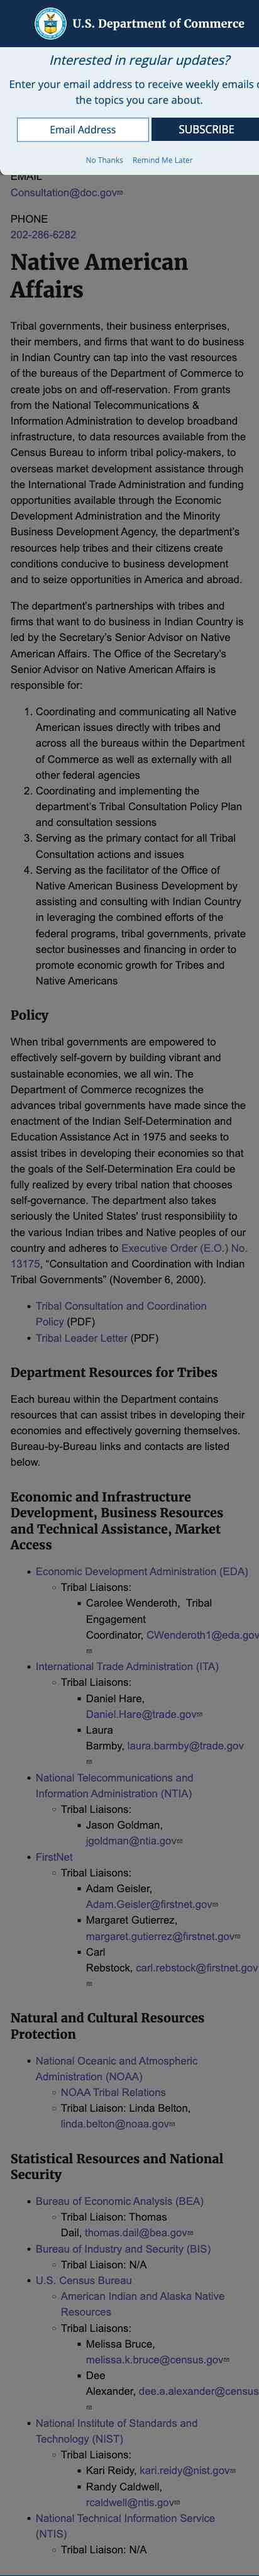 U.S. Department of Commerce
Interested in regular updates?
Enter your email address to receive weekly emails
the topics you care about.
Email Address
SUBSCRIBE
No Thanks Remind Me Later
EMAIL
Consultation@doc.gov
PHONE
202-286-6282
Native American
Affairs
Tribal governments, their business enterprises,
their members, and firms that want to do business
in Indian Country can tap into the vast resources
of the bureaus of the Department of Commerce to
create jobs on and off-reservation. From grants
from the National Telecommunications &
Information Administration to develop broadband
infrastructure, to data resources available from the
Census Bureau to inform tribal policy-makers, to
overseas market development assistance through
the International Trade Administration and funding
opportunities available through the Economic
Development Administration and the Minority
Business Development Agency, the department's
resources help tribes and their citizens create
conditions conducive to business development
and to seize opportunities in America and abroad.
The department's partnerships with tribes and
firms that want to do business in Indian Country is
led by the Secretary's Senior Advisor on Native
American Affairs. The Office of the Secretary's
Senior Advisor on Native American Affairs is
responsible for:
1. Coordinating and communicating all Native
American issues directly with tribes and
across all the bureaus within the Department
of Commerce as well as externally with all
other federal agencies
2. Coordinating and implementing the
department's Tribal Consultation Policy Plan
and consultation sessions
3. Serving as the primary contact for all Tribal
Consultation actions and issues
4. Serving as the facilitator of the Office of
Native American Business Development by
assisting and consulting with Indian Country
in leveraging the combined efforts of the
federal programs, tribal governments, private
sector businesses and financing in order to
promote economic growth for Tribes and
Native Americans
Policy
When tribal governments are empowered to
effectively self-govern by building vibrant and
sustainable economies, we all win. The
Department of Commerce recognizes the
advances tribal governments have made since the
enactment of the Indian Self-Determination and
Education Assistance Act in 1975 and seeks to
assist tribes in developing their economies so that
the goals of the Self-Determination Era could be
fully realized by every tribal nation that chooses
self-governance. The department also takes
seriously the United States' trust responsibility to
the various Indian tribes and Native peoples of our
country and adheres to Executive Order (E.O.) No.
13175, "Consultation and Coordination with Indian
Tribal Governments" (November 6, 2000).
• Tribal Consultation and Coordination
Policy (PDF)
• Tribal Leader Letter (PDF)
Department Resources for Tribes
Each bureau within the Department contains
resources that can assist tribes in developing their
economies and effectively governing themselves.
Bureau-by-Bureau links and contacts are listed
below.
Economic and Infrastructure
Development, Business Resources
and Technical Assistance, Market
Access
• Economic Development Administration (EDA)
◦ Tribal Liaisons:
▪ Carolee Wenderoth, Tribal
Engagement
Coordinator, CWenderoth1@eda.gov
• International Trade Administration (ITA)
◦ Tribal Liaisons:
▪ Daniel Hare,
Daniel.Hare@trade.gov
▪ Laura
Barmby, laura.barmby@trade.gov
• National Telecommunications and
Information Administration (NTIA)
◦ Tribal Liaisons:
▪ Jason Goldman,
jgoldman@ntia.gov
• FirstNet
◦ Tribal Liaisons:
▪ Adam Geisler,
Adam.Geisler@firstnet.gov
▪ Margaret Gutierrez,
margaret.gutierrez@firstnet.gov
▪ Carl
Rebstock, carl.rebstock@firstnet.gov
Natural and Cultural Resources
Protection
• National Oceanic and Atmospheric
Administration (NOAA)
◦ NOAA Tribal Relations
◦ Tribal Liaison: Linda Belton,
linda.belton@noaa.gov
Statistical Resources and National
Security
• Bureau of Economic Analysis (BEA)
◦ Tribal Liaison: Thomas
Dail, thomas.dail@bea.gov
• Bureau of Industry and Security (BIS)
◦ Tribal Liaison: N/A
• U.S. Census Bureau
◦ American Indian and Alaska Native
Resources
◦ Tribal Liaisons:
▪ Melissa Bruce,
melissa.k.bruce@census.gov
▪ Dee
Alexander, dee.a.alexander@census
• National Institute of Standards and
Technology (NIST)
◦ Tribal Liaisons:
▪ Kari Reidy, kari.reidy@nist.gov
▪ Randy Caldwell,
rcaldwell@ntis.gov
• National Technical Information Service
(NTIS)
◦ Tribal Liaison: N/A